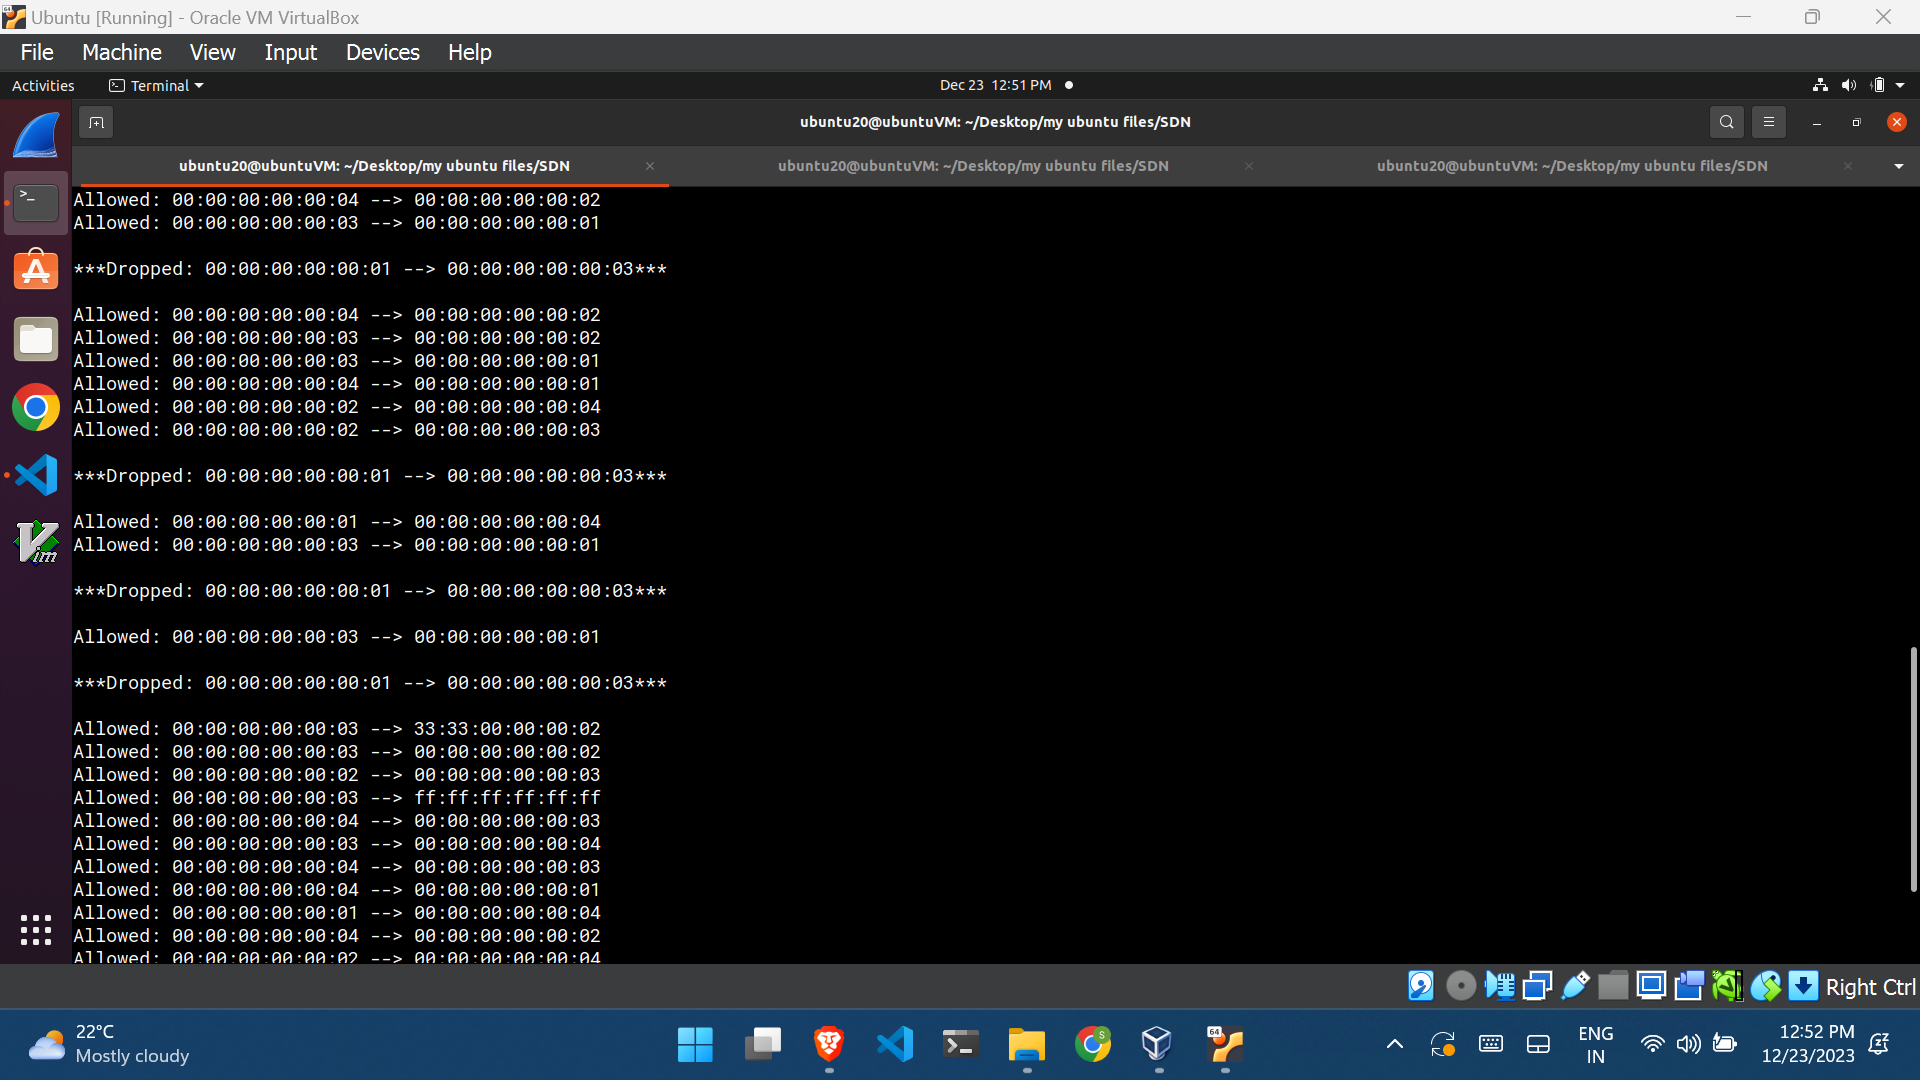 Ubuntu [Running] - Oracle VM VirtualBox
File Machine View Input Devices Help
Activities Terminal Dec 23 12:51 PM
ubuntu20@ubuntuVM: ~/Desktop/my ubuntu files/SDN
ubuntu20@ubuntuVM: ~/Desktop/my ubuntu files/SDN × ubuntu20@ubuntuVM: ~/Desktop/my ubuntu files/SDN × ubuntu20@ubuntuVM: ~/Desktop/my ubuntu files/SDN ×
Allowed: 00:00:00:00:00:04 --> 00:00:00:00:00:02
Allowed: 00:00:00:00:00:03 --> 00:00:00:00:00:01
***Dropped: 00:00:00:00:00:01 --> 00:00:00:00:00:03***
Allowed: 00:00:00:00:00:04 --> 00:00:00:00:00:02
Allowed: 00:00:00:00:00:03 --> 00:00:00:00:00:02
Allowed: 00:00:00:00:00:03 --> 00:00:00:00:00:01
Allowed: 00:00:00:00:00:04 --> 00:00:00:00:00:01
Allowed: 00:00:00:00:00:02 --> 00:00:00:00:00:04
Allowed: 00:00:00:00:00:02 --> 00:00:00:00:00:03
***Dropped: 00:00:00:00:00:01 --> 00:00:00:00:00:03***
Allowed: 00:00:00:00:00:01 --> 00:00:00:00:00:04
Allowed: 00:00:00:00:00:03 --> 00:00:00:00:00:01
***Dropped: 00:00:00:00:00:01 --> 00:00:00:00:00:03***
Allowed: 00:00:00:00:00:03 --> 00:00:00:00:00:01
***Dropped: 00:00:00:00:00:01 --> 00:00:00:00:00:03***
Allowed: 00:00:00:00:00:03 --> 33:33:00:00:00:02
Allowed: 00:00:00:00:00:03 --> 00:00:00:00:00:02
Allowed: 00:00:00:00:00:02 --> 00:00:00:00:00:03
Allowed: 00:00:00:00:00:03 --> ff:ff:ff:ff:ff:ff
Allowed: 00:00:00:00:00:04 --> 00:00:00:00:00:03
Allowed: 00:00:00:00:00:03 --> 00:00:00:00:00:04
Allowed: 00:00:00:00:00:04 --> 00:00:00:00:00:03
Allowed: 00:00:00:00:00:04 --> 00:00:00:00:00:01
Allowed: 00:00:00:00:00:01 --> 00:00:00:00:00:04
Allowed: 00:00:00:00:00:04 --> 00:00:00:00:00:02
Allowed: 00:00:00:00:00:02 --> 00:00:00:00:00:04
Right Ctrl
22°C
Mostly cloudy
ENG
IN
12:52 PM
12/23/2023